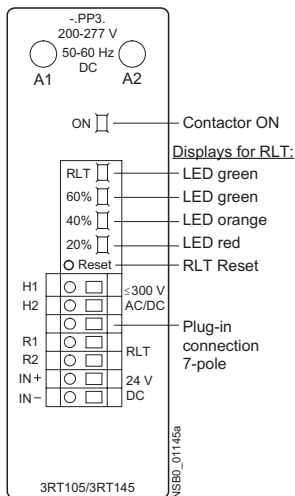 -.PP3.
200-277 V
50-60 Hz
DC
A1
A2
ON
Contactor ON
Displays for RLT:
RLT
LED green
60%
LED green
40%
LED orange
20%
LED red
Reset
RLT Reset
H1
≤300 V
H2
AC/DC
Plug-in
connection
7-pole
R1
RLT
R2
IN+
24 V
IN−
DC
3RT105/3RT145
NSB0_01145a